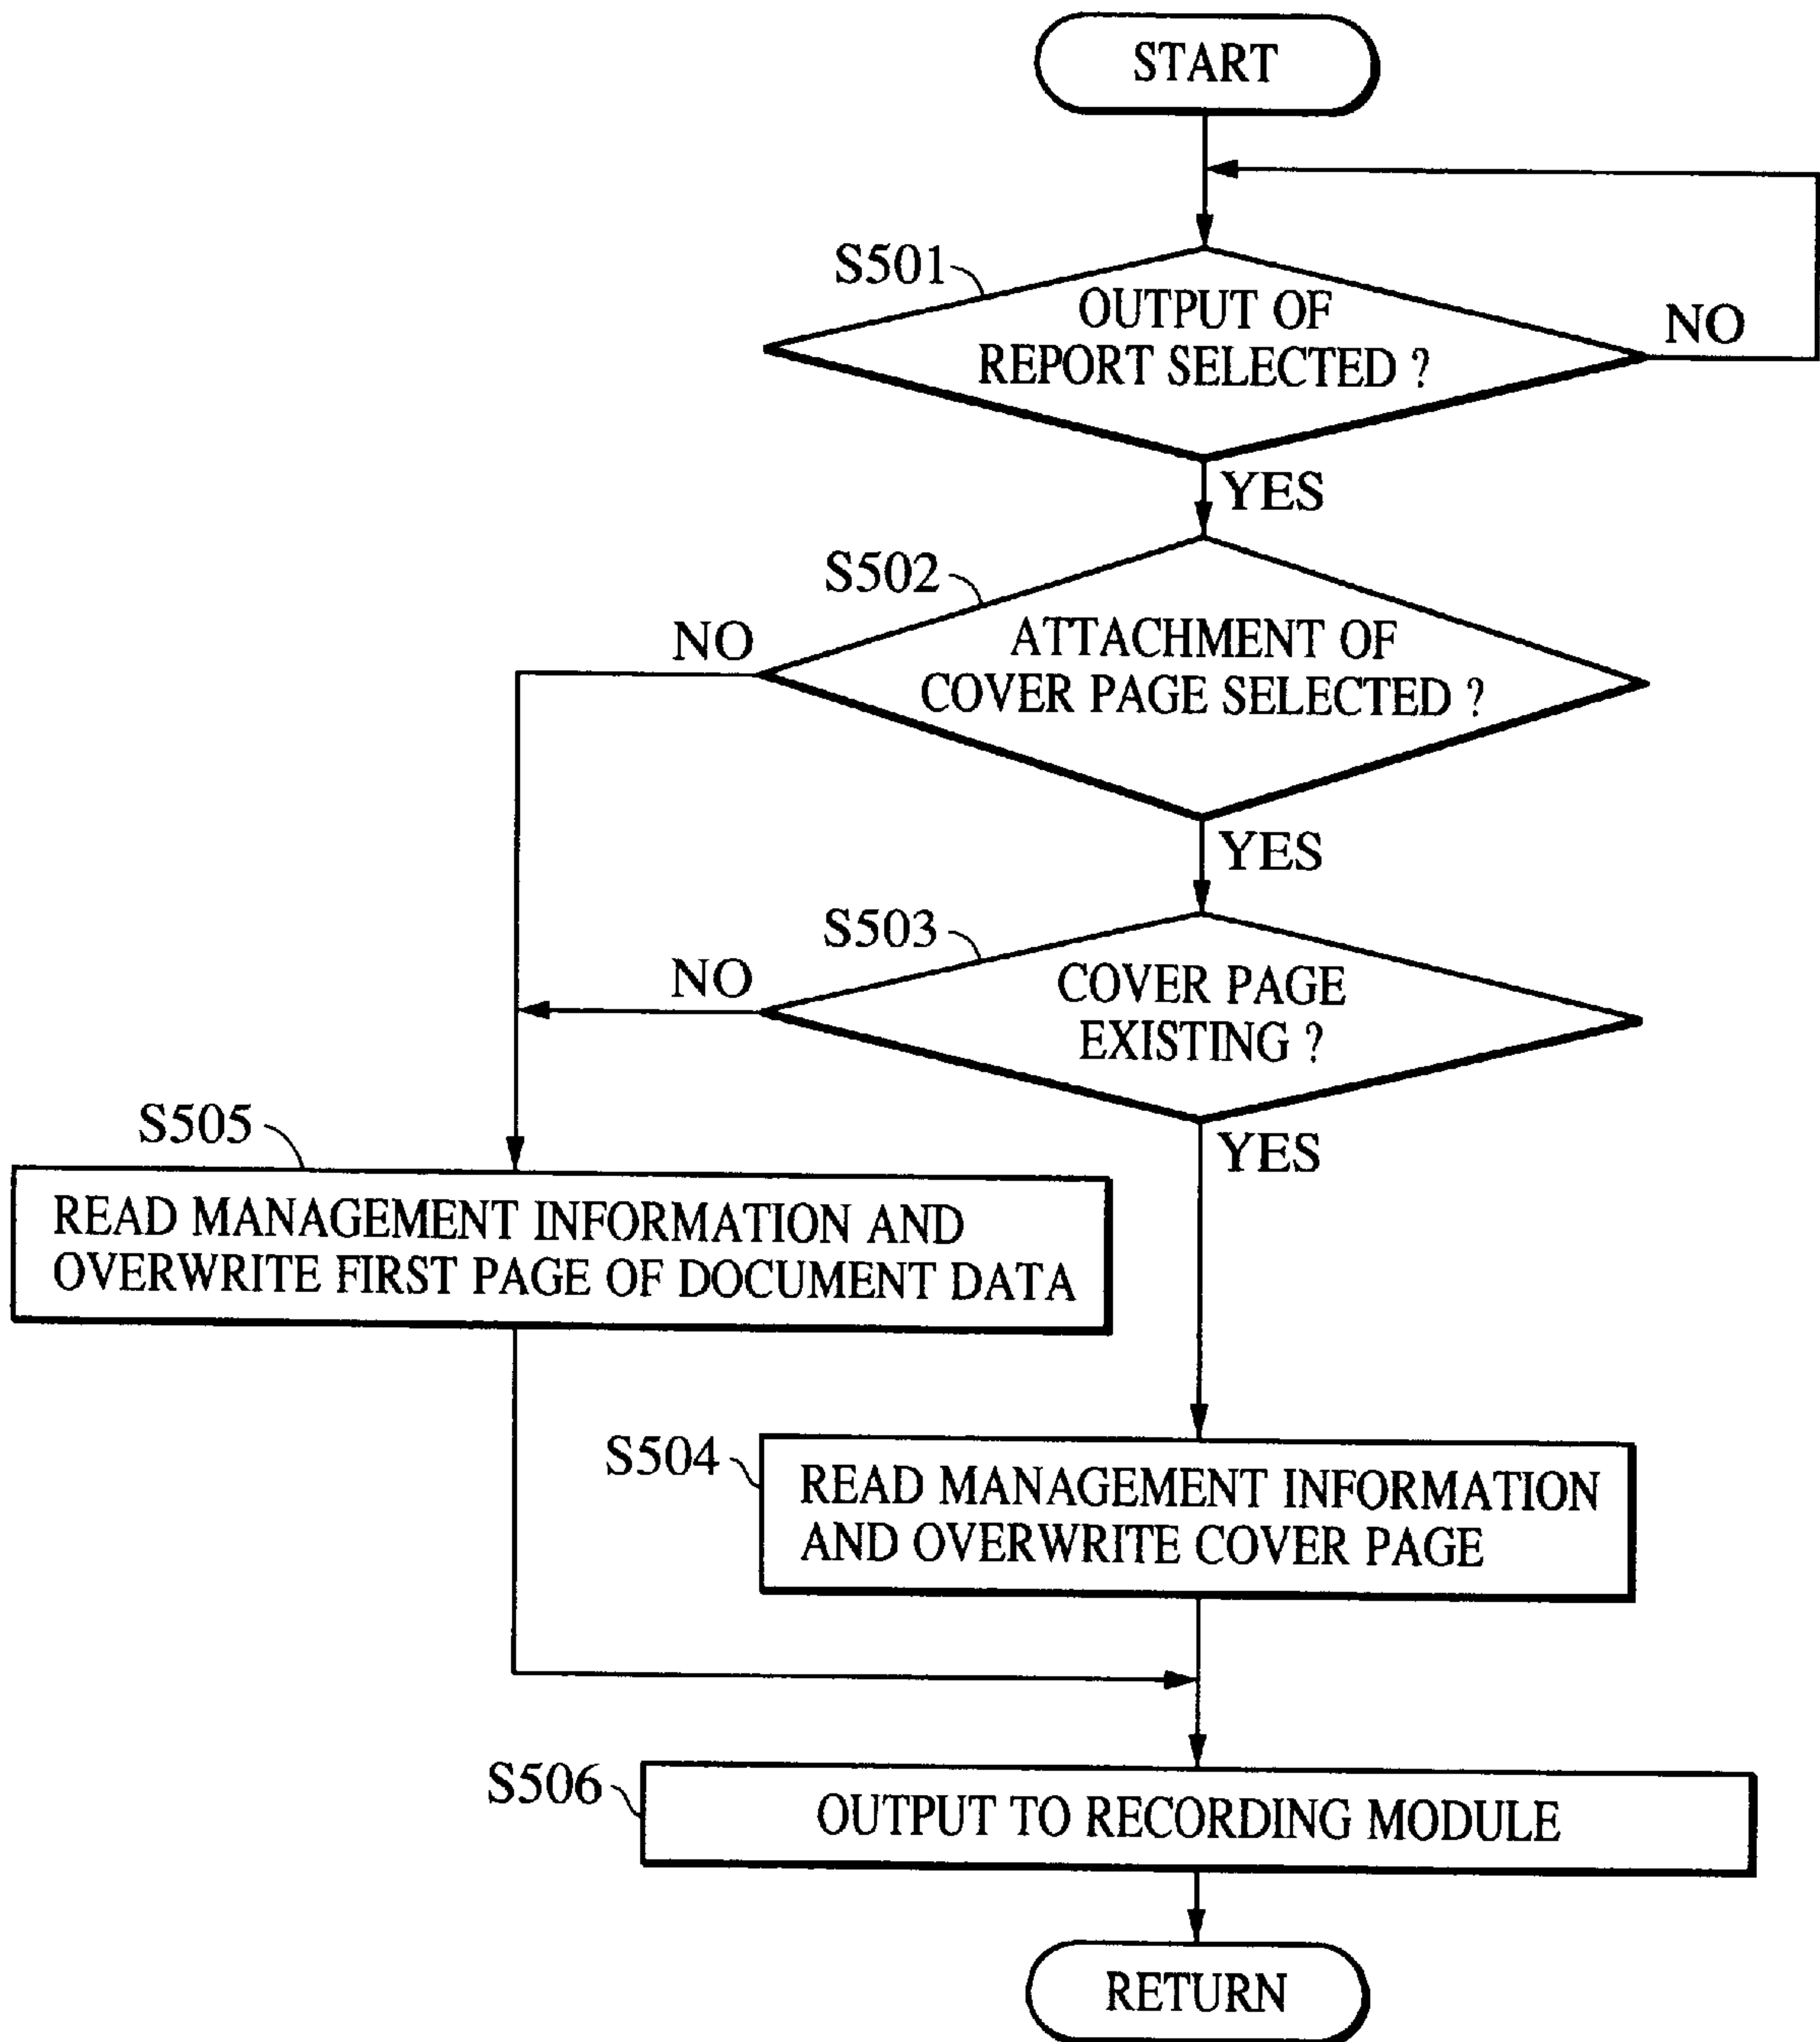 START
S501
OUTPUT OF
REPORT SELECTED ?
NO
YES
S502
NO
ATTACHMENT OF
COVER PAGE SELECTED ?
YES
S503
NO
COVER PAGE
EXISTING ?
YES
S505
READ MANAGEMENT INFORMATION AND
OVERWRITE FIRST PAGE OF DOCUMENT DATA
S504
READ MANAGEMENT INFORMATION
AND OVERWRITE COVER PAGE
S506
OUTPUT TO RECORDING MODULE
RETURN